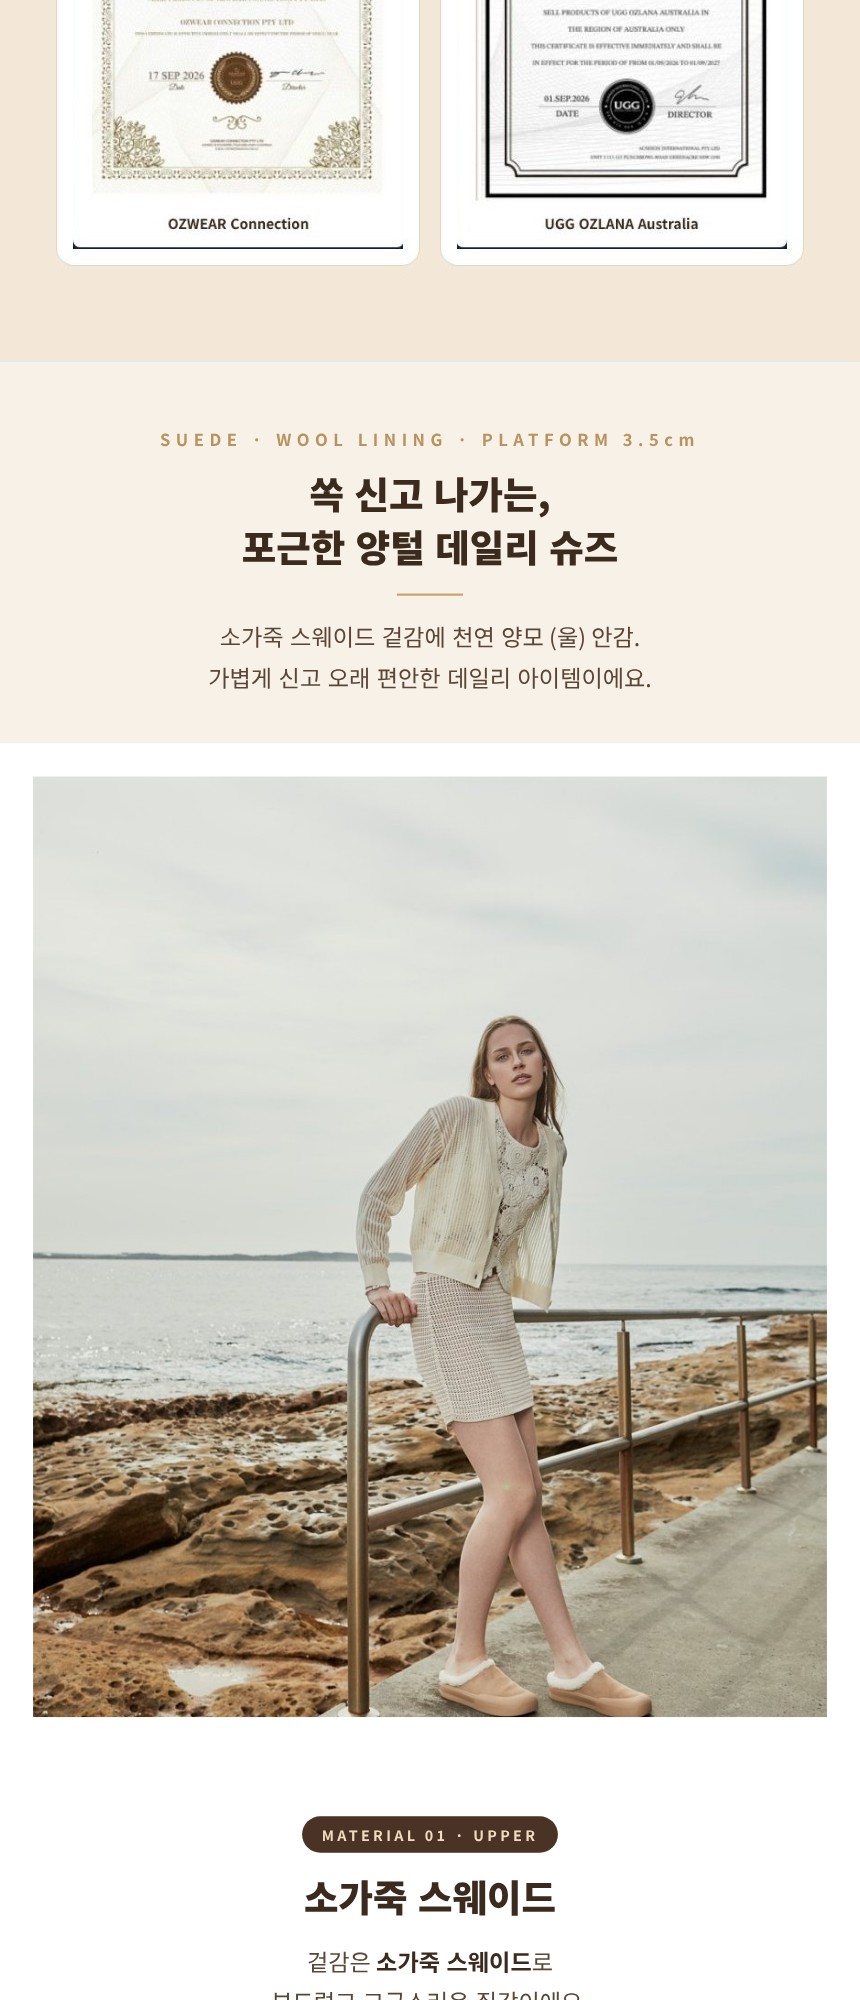 OZWEAR CONNECTION PTY LTD
17 SEP 2026
Date
Director
UGG
SELL PRODUCTS OF UGG OZLANA AUSTRALIA IN
THE REGION OF AUSTRALIA ONLY
THIS CERTIFICATE IS EFFECTIVE IMMEDIATELY AND SHALL BE
IN EFFECT FOR THE PERIOD OF FROM 01/09/2026 TO 01/09/2027
01.SEP.2026
DATE
UGG
DIRECTOR
OZWEAR Connection
UGG OZLANA Australia
SUEDE · WOOL LINING · PLATFORM 3.5cm
쏙 신고 나가는,
포근한 양털 데일리 슈즈
소가죽 스웨이드 겉감에 천연 양모 (울) 안감.
가볍게 신고 오래 편안한 데일리 아이템이에요.
MATERIAL 01 · UPPER
소가죽 스웨이드
겉감은 소가죽 스웨이드로